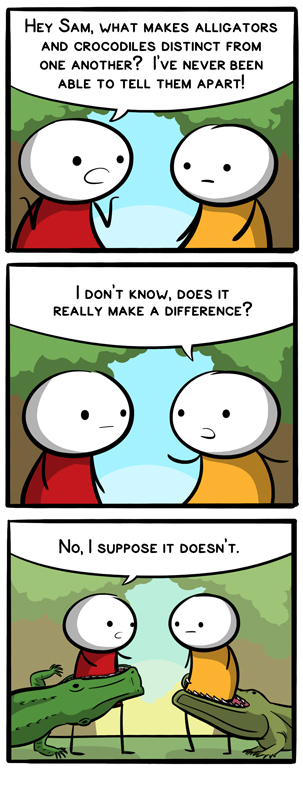 Hey Sam, what makes alligators
and crocodiles distinct from
one another? I've never been
able to tell them apart!
I don't know, does it
really make a difference?
No, I suppose it doesn't.